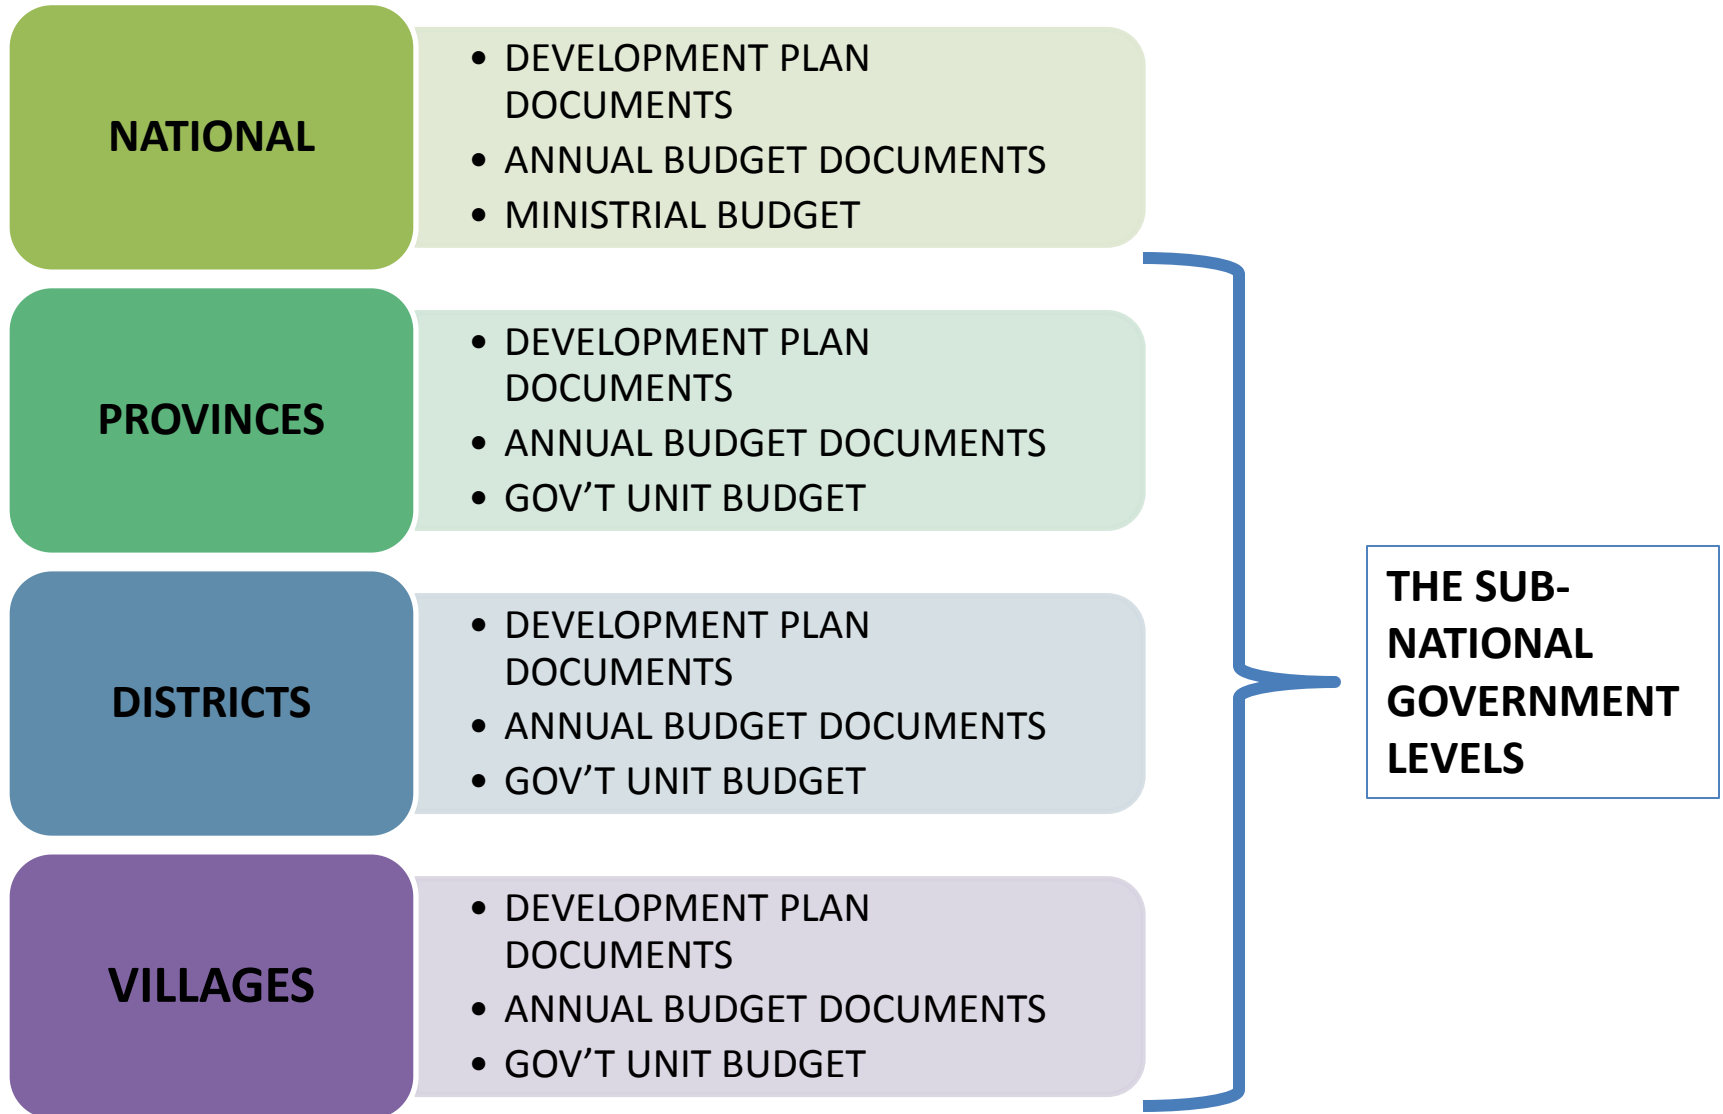 NATIONAL
• DEVELOPMENT PLAN
DOCUMENTS
• ANNUAL BUDGET DOCUMENTS
• MINISTRIAL BUDGET
PROVINCES
• DEVELOPMENT PLAN
DOCUMENTS
• ANNUAL BUDGET DOCUMENTS
• GOV’T UNIT BUDGET
DISTRICTS
• DEVELOPMENT PLAN
DOCUMENTS
• ANNUAL BUDGET DOCUMENTS
• GOV’T UNIT BUDGET
VILLAGES
• DEVELOPMENT PLAN
DOCUMENTS
• ANNUAL BUDGET DOCUMENTS
• GOV’T UNIT BUDGET
THE SUB-
NATIONAL
GOVERNMENT
LEVELS